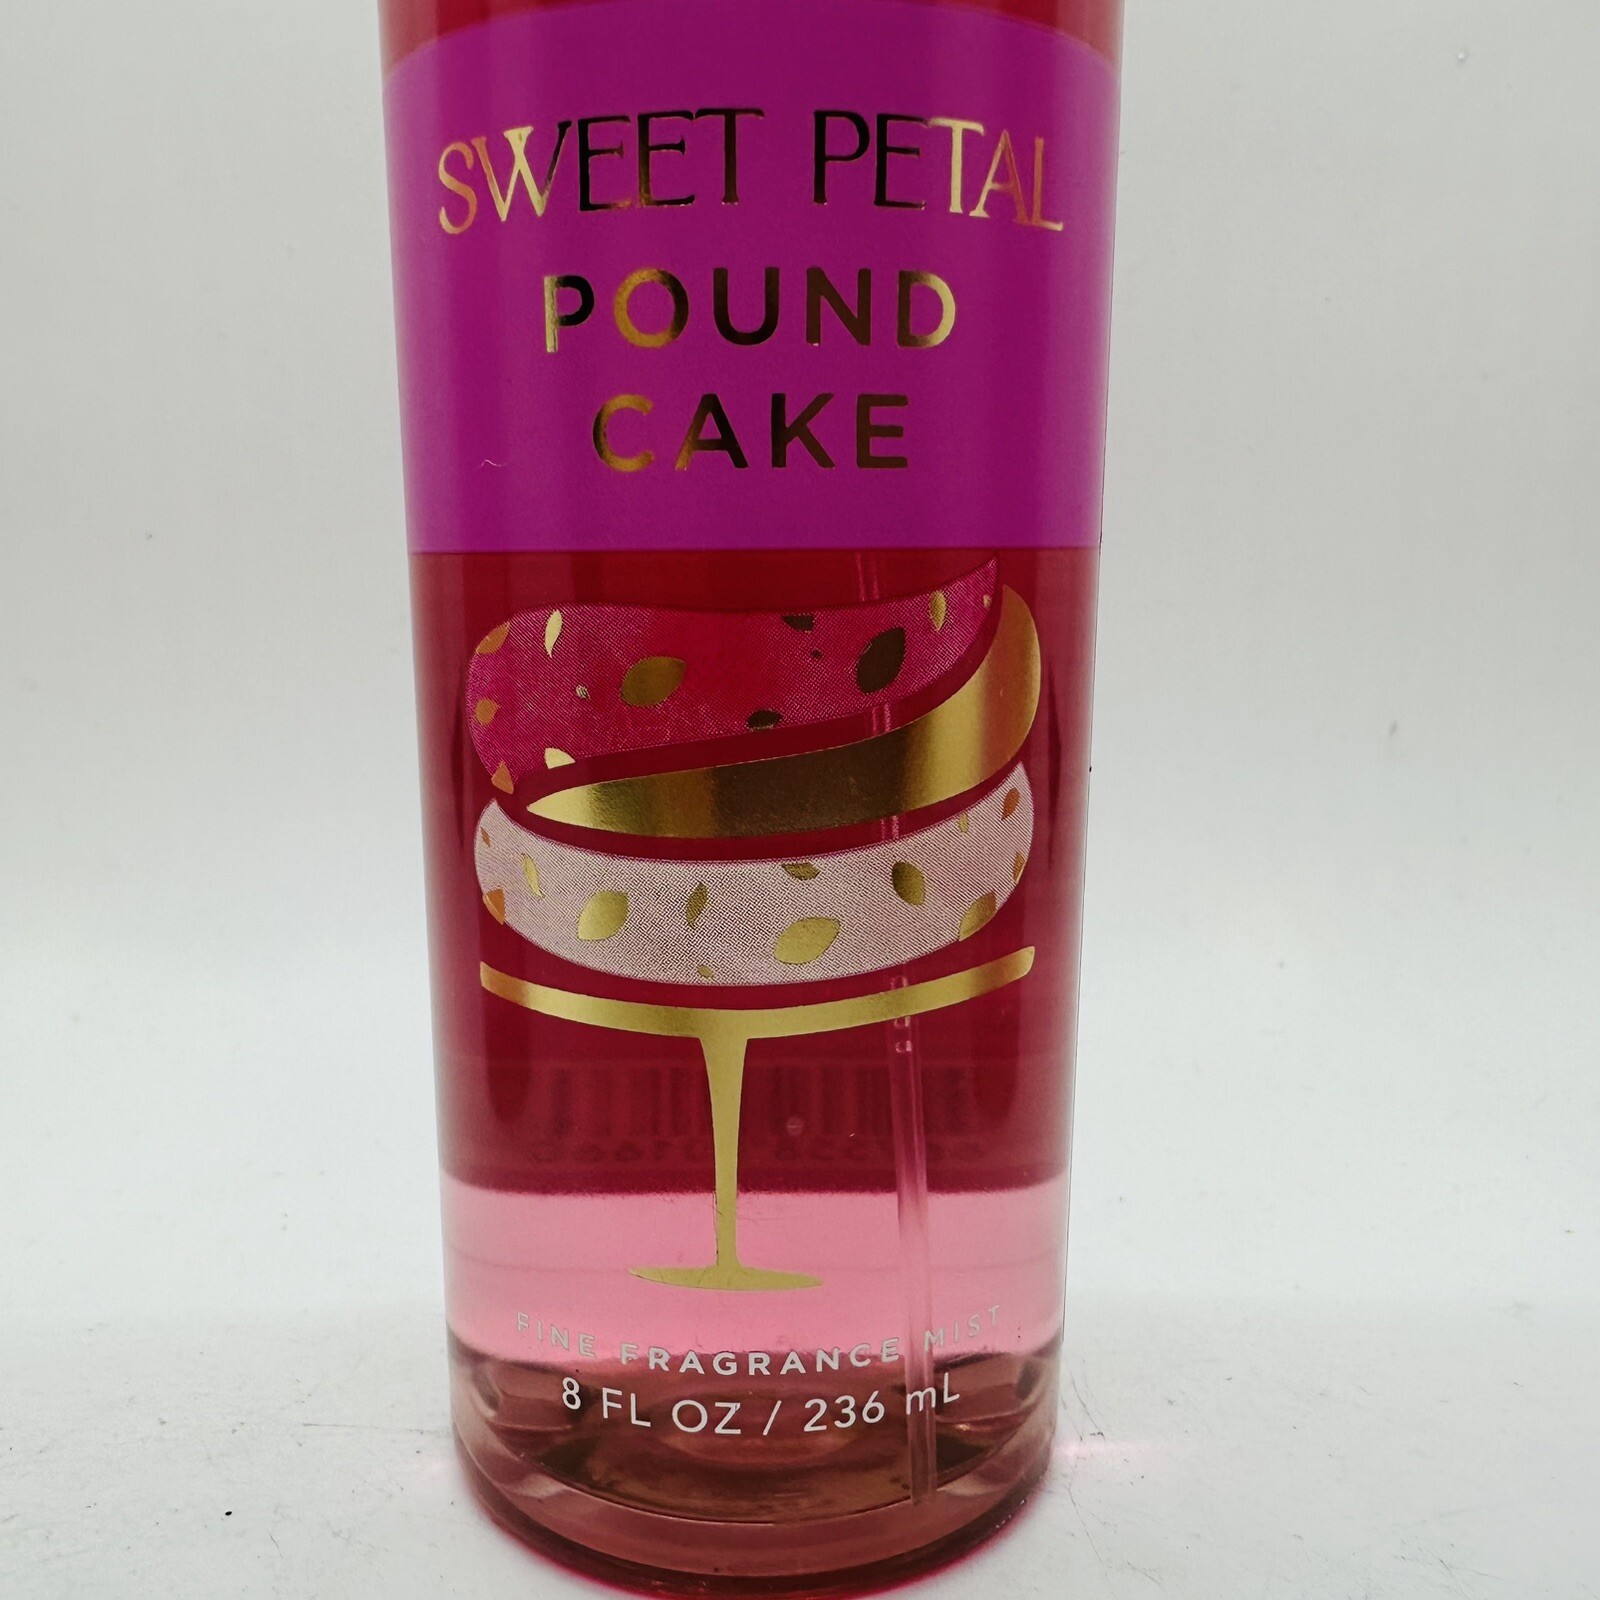 SWEET PETAL
POUND
CAKE
FINE FRAGRANCE MIST
8 FL OZ / 236 mL